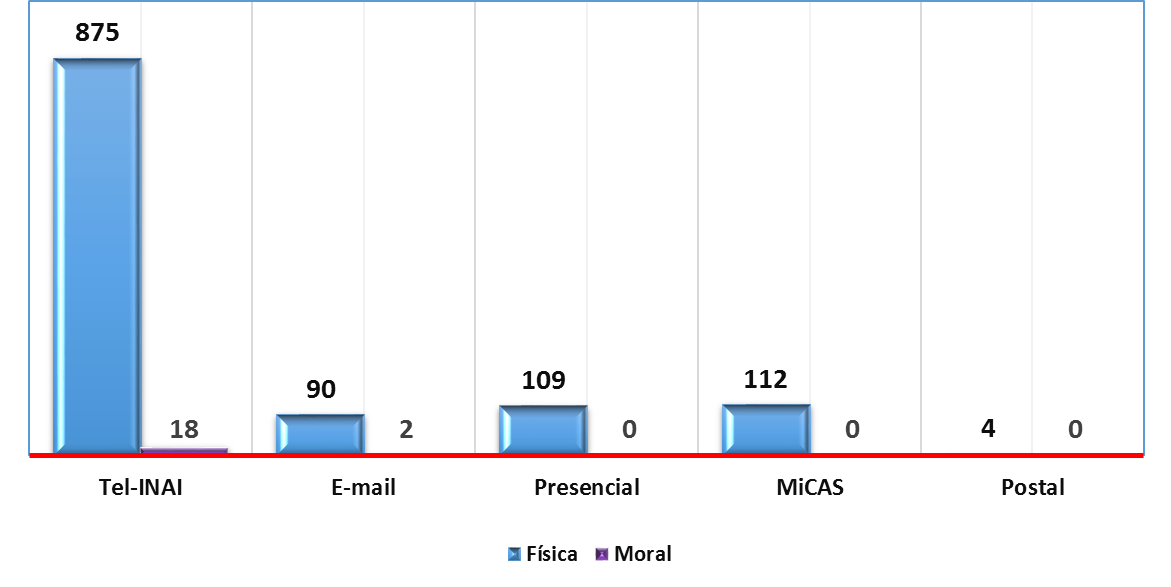 875
18
90
2
109
0
112
0
4
0
Tel-INAI
E-mail
Presencial
MiCAS
Postal
Física Moral